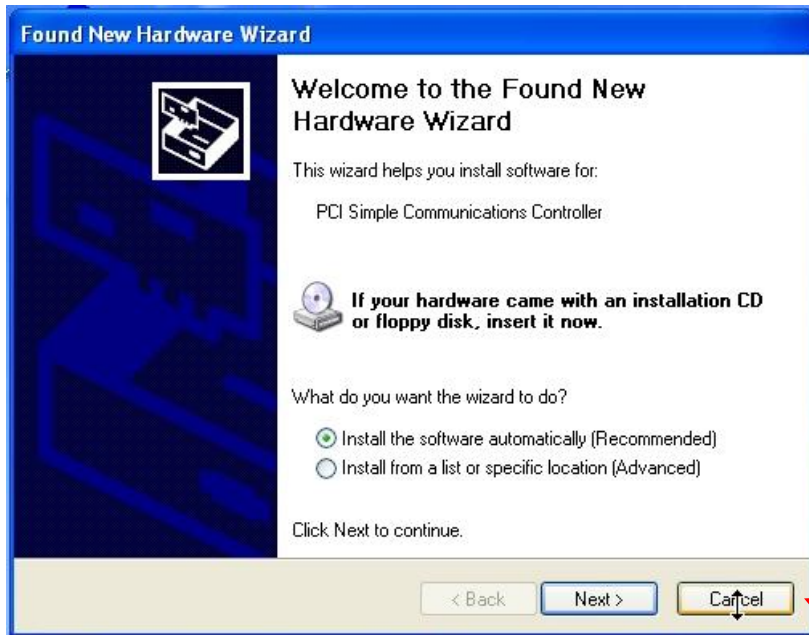 Found New Hardware Wizard
Welcome to the Found New
Hardware Wizard
This wizard helps you install software for:
PCI Simple Communications Controller
If your hardware came with an installation CD
or floppy disk, insert it now.
What do you want the wizard to do?
Install the software automatically (Recommended)
Install from a list or specific location (Advanced)
Click Next to continue.
< Back Next > Cancel